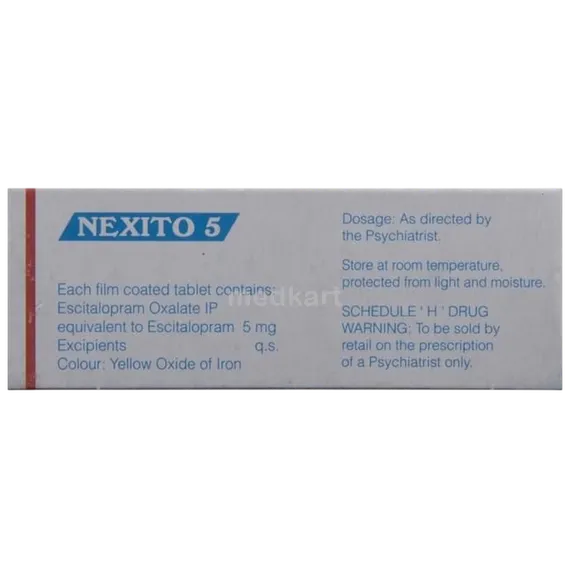 NEXITO 5
Each film coated tablet contains:
Escitalopram Oxalate IP
equivalent to Escitalopram 5 mg
Excipients q.s.
Colour: Yellow Oxide of Iron
Dosage: As directed by
the Psychiatrist.
Store at room temperature,
protected from light and moisture.
SCHEDULE ' H ' DRUG
WARNING: To be sold by
retail on the prescription
of a Psychiatrist only.
medkart